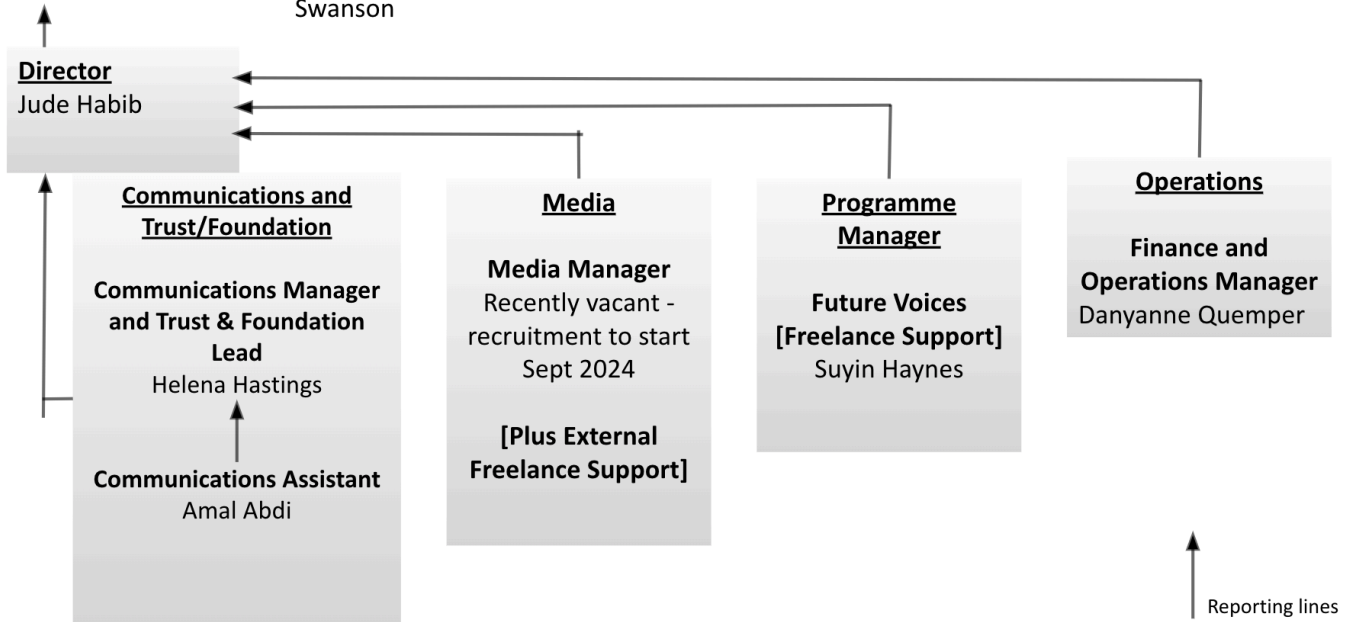 Swanson
Director
Jude Habib
Communications and
Trust/Foundation
Communications Manager
and Trust & Foundation
Lead
Helena Hastings
Communications Assistant
Amal Abdi
Media
Media Manager
Recently vacant -
recruitment to start
Sept 2024
[Plus External
Freelance Support]
Programme
Manager
Future Voices
[Freelance Support]
Suyin Haynes
Operations
Finance and
Operations Manager
Danyanne Quemper
Reporting lines